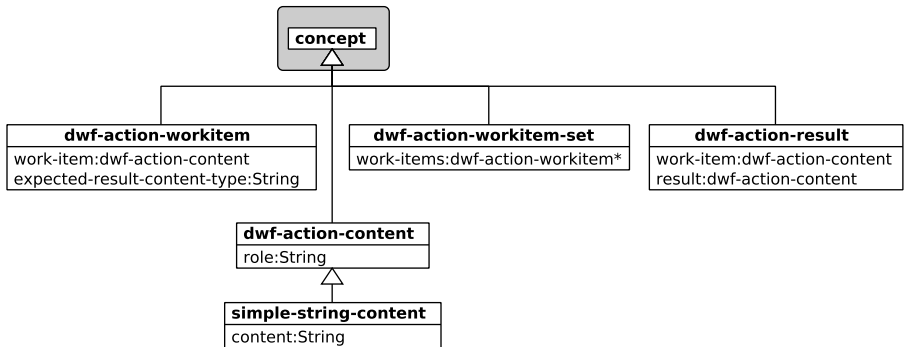 concept
dwf-action-workitem
work-item:dwf-action-content
expected-result-content-type:String
dwf-action-workitem-set
work-items:dwf-action-workitem*
dwf-action-result
work-item:dwf-action-content
result:dwf-action-content
dwf-action-content
role:String
simple-string-content
content:String